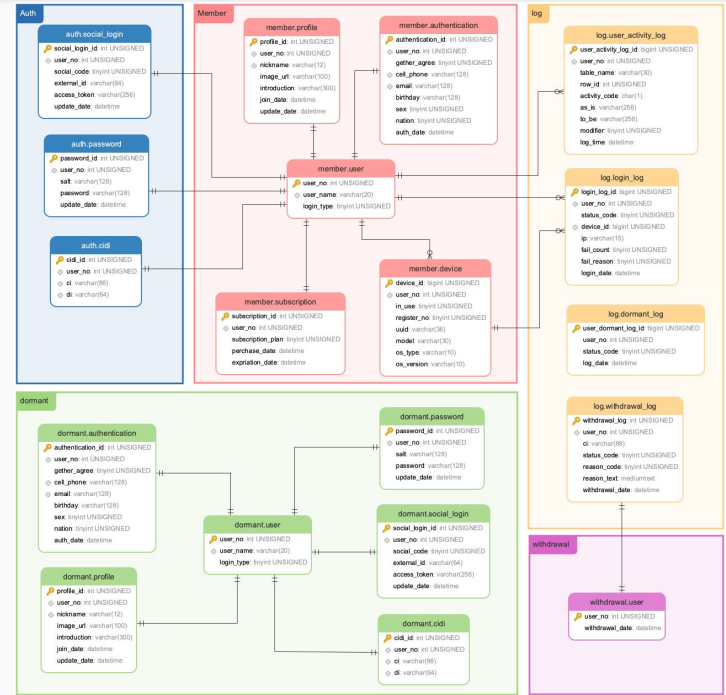 Auth
auth.social_login
social_login_id: int UNSIGNED
user_no: int UNSIGNED
social_code: tinyint UNSIGNED
external_id: varchar(64)
access_token: varchar(256)
update_date: datetime
auth.password
password_id: int UNSIGNED
user_no: int UNSIGNED
salt: varchar(128)
password: varchar(128)
update_date: datetime
auth.cidi
cidi_id: int UNSIGNED
user_no: int UNSIGNED
ci: varchar(88)
di: varchar(64)
Member
member.profile
profile_id: int UNSIGNED
user_no: int UNSIGNED
nickname: varchar(12)
image_url: varchar(100)
introduction: varchar(300)
join_date: datetime
update_date: datetime
member.authentication
authentication_id: int UNSIGNED
user_no: int UNSIGNED
gether_agree: tinyint UNSIGNED
cell_phone: varchar(128)
email: varchar(128)
birthday: varchar(128)
sex: tinyint UNSIGNED
nation: tinyint UNSIGNED
auth_date: datetime
member.user
user_no: int UNSIGNED
user_name: varchar(20)
login_type: tinyint UNSIGNED
member.subscription
subscription_id: int UNSIGNED
user_no: int UNSIGNED
subscription_plan: tinyint UNSIGNED
perchase_date: datetime
expriation_date: datetime
member.device
device_id: bigint UNSIGNED
user_no: int UNSIGNED
in_use: tinyint UNSIGNED
register_no: tinyint UNSIGNED
uuid: varchar(36)
model: varchar(30)
os_type: varchar(10)
os_version: varchar(10)
log
log.user_activity_log
user_activity_log_id: bigint UNSIGNED
user_no: int UNSIGNED
table_name: varchar(30)
row_id: int UNSIGNED
activity_code: char(1)
as_is: varchar(256)
to_be: varchar(256)
modifier: tinyint UNSIGNED
log_time: datetime
log.login_log
login_log_id: bigint UNSIGNED
user_no: int UNSIGNED
status_code: tinyint UNSIGNED
device_id: bigint UNSIGNED
ip: varchar(15)
fail_count: tinyint UNSIGNED
fail_reason: tinyint UNSIGNED
login_date: datetime
log.dormant_log
user_dormant_log_id: bigint UNSIGNED
user_no: int UNSIGNED
status_code: tinyint UNSIGNED
log_date: datetime
log.withdrawal_log
withdrawal_log: int UNSIGNED
user_no: int UNSIGNED
ci: varchar(88)
status_code: tinyint UNSIGNED
reason_code: tinyint UNSIGNED
reason_text: mediumtext
withdrawal_date: datetime
dormant
dormant.authentication
authentication_id: int UNSIGNED
user_no: int UNSIGNED
gether_agree: tinyint UNSIGNED
cell_phone: varchar(128)
email: varchar(128)
birthday: varchar(128)
sex: tinyint UNSIGNED
nation: tinyint UNSIGNED
auth_date: datetime
dormant.profile
profile_id: int UNSIGNED
user_no: int UNSIGNED
nickname: varchar(12)
image_url: varchar(100)
introduction: varchar(300)
join_date: datetime
update_date: datetime
dormant.user
user_no: int UNSIGNED
user_name: varchar(20)
login_type: tinyint UNSIGNED
dormant.password
password_id: int UNSIGNED
user_no: int UNSIGNED
salt: varchar(128)
password: varchar(128)
update_date: datetime
dormant.social_login
social_login_id: int UNSIGNED
user_no: int UNSIGNED
social_code: tinyint UNSIGNED
external_id: varchar(64)
access_token: varchar(256)
update_date: datetime
dormant.cidi
cidi_id: int UNSIGNED
user_no: int UNSIGNED
ci: varchar(88)
di: varchar(64)
withdrawal
withdrawal.user
user_no: int UNSIGNED
withdrawal_date: datetime